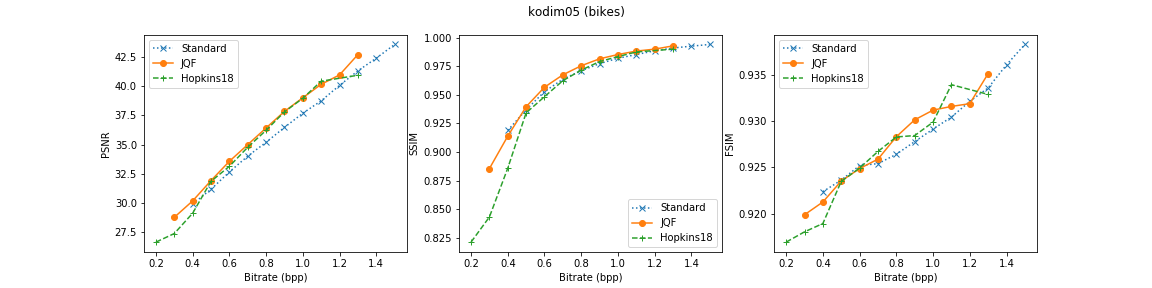 kodim05 (bikes)
PSNR
42.5
40.0
37.5
35.0
32.5
30.0
27.5
0.2 0.4 0.6 0.8 1.0 1.2 1.4
Bitrate (bpp)
Standard
JQF
Hopkins18
SSIM
1.000
0.975
0.950
0.925
0.900
0.875
0.850
0.825
0.2 0.4 0.6 0.8 1.0 1.2 1.4
Bitrate (bpp)
Standard
JQF
Hopkins18
FSIM
0.935
0.930
0.925
0.920
0.2 0.4 0.6 0.8 1.0 1.2 1.4
Bitrate (bpp)
Standard
JQF
Hopkins18